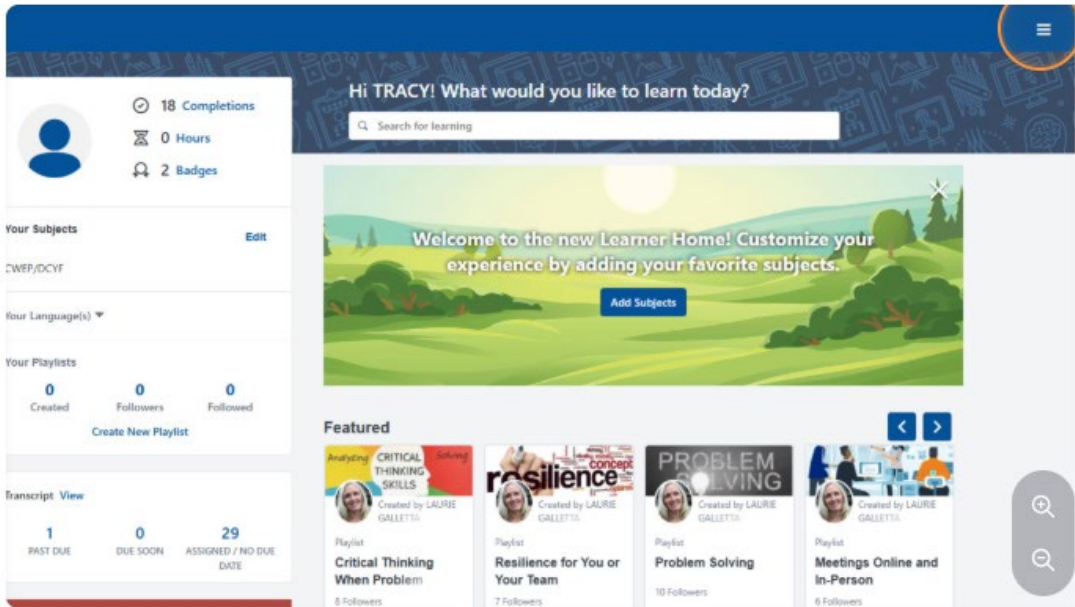 Hi TRACY! What would you like to learn today?
Search for learning
18 Completions
0 Hours
2 Badges
Your Subjects
Edit
CWEP/DCYF
Your Language(s)
Your Playlists
0
0
0
Created
Followers
Followed
Create New Playlist
Transcript View
1
0
29
PAST DUE
DUE SOON
ASSIGNED / NO DUE
DATE
Welcome to the new Learner Home! Customize your
experience by adding your favorite subjects.
Add Subjects
Featured
Analyzing CRITICAL Solving
THINKING
SKILLS
Created by LAURIE
GALLETTA
Playlist
Critical Thinking
When Problem
8 Followers
resilience concept
Created by LAURIE
GALLETTA
Playlist
Resilience for You or
Your Team
7 Followers
PROBLEM
SOLVING
Created by LAURIE
GALLETTA
Playlist
Problem Solving
10 Followers
Created by LAURIE
GALLETTA
Playlist
Meetings Online and
In-Person
6 Followers